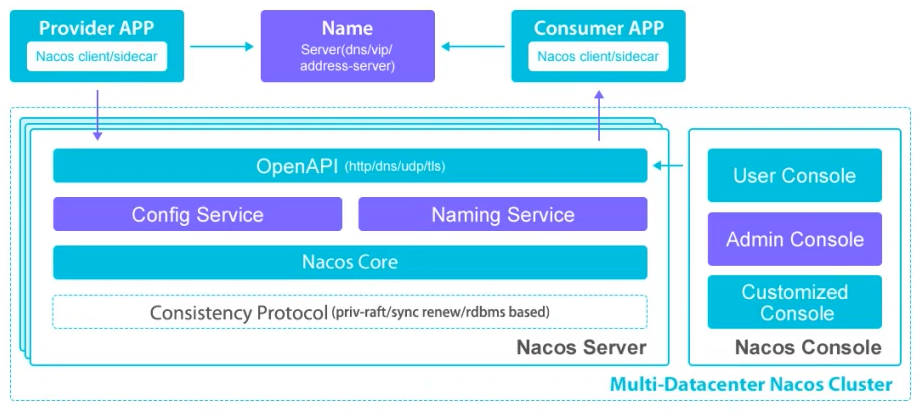 Provider APP
Nacos client/sidecar
Name
Server(dns/vip/
address-server)
Consumer APP
Nacos client/sidecar
OpenAPI (http/dns/udp/tls)
Config Service
Naming Service
Nacos Core
Consistency Protocol (priv-raft/sync renew/rdbms based)
Nacos Server
User Console
Admin Console
Customized
Console
Nacos Console
Multi-Datacenter Nacos Cluster